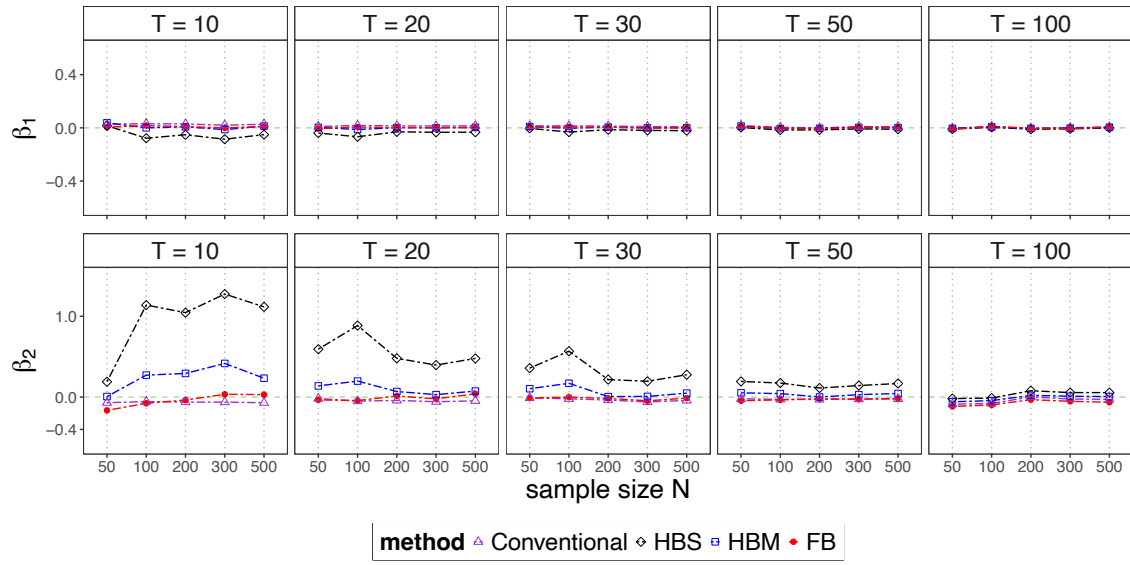 T = 10 T = 20 T = 30 T = 50 T = 100
β1
0.4
0.0
−0.4
T = 10 T = 20 T = 30 T = 50 T = 100
β2
1.0
0.0
−0.4
50 100 200 300 500 50 100 200 300 500 50 100 200 300 500 50 100 200 300 500 50 100 200 300 500
sample size N
method Conventional HBS HBM FB